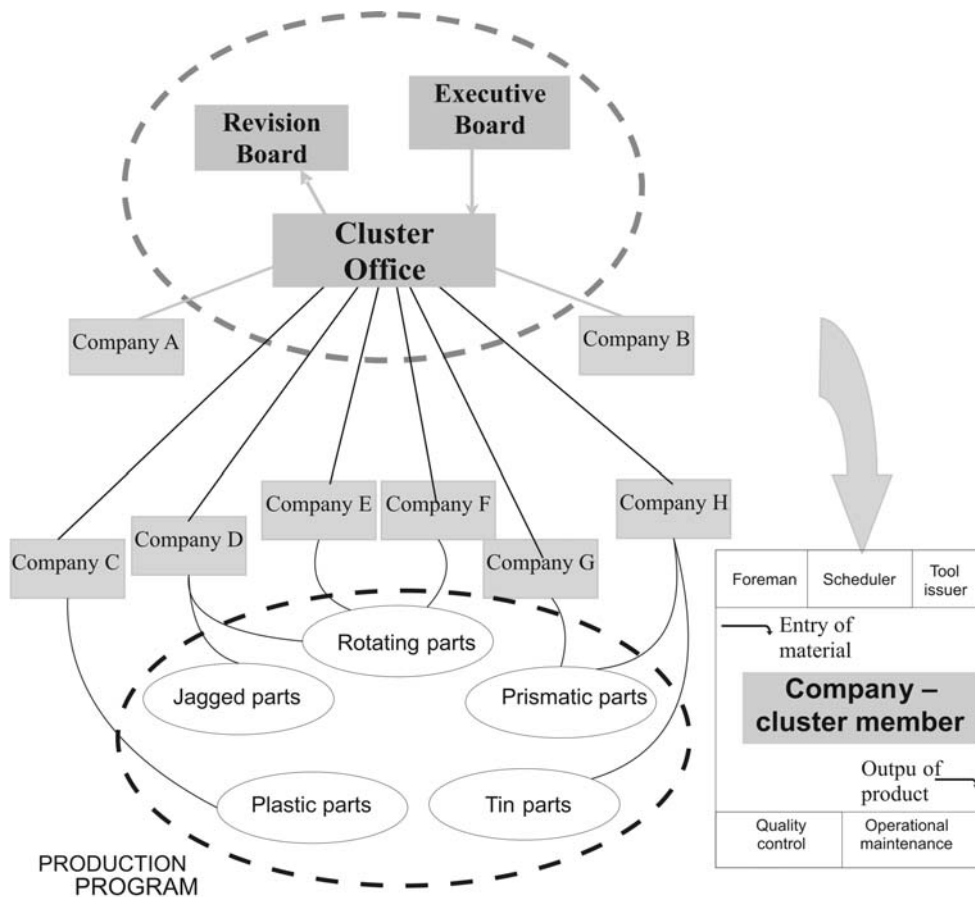 Executive
Board
Revision
Board
Cluster
Office
Company A
Company B
Company E
Company F
Company H
Company C
Company D
Company G
Rotating parts
Jagged parts
Prismatic parts
Plastic parts
Tin parts
PRODUCTION
PROGRAM
Foreman
Scheduler
Tool
issuer
Entry of
material
Company –
cluster member
Outpu of
product
Quality
control
Operational
maintenance